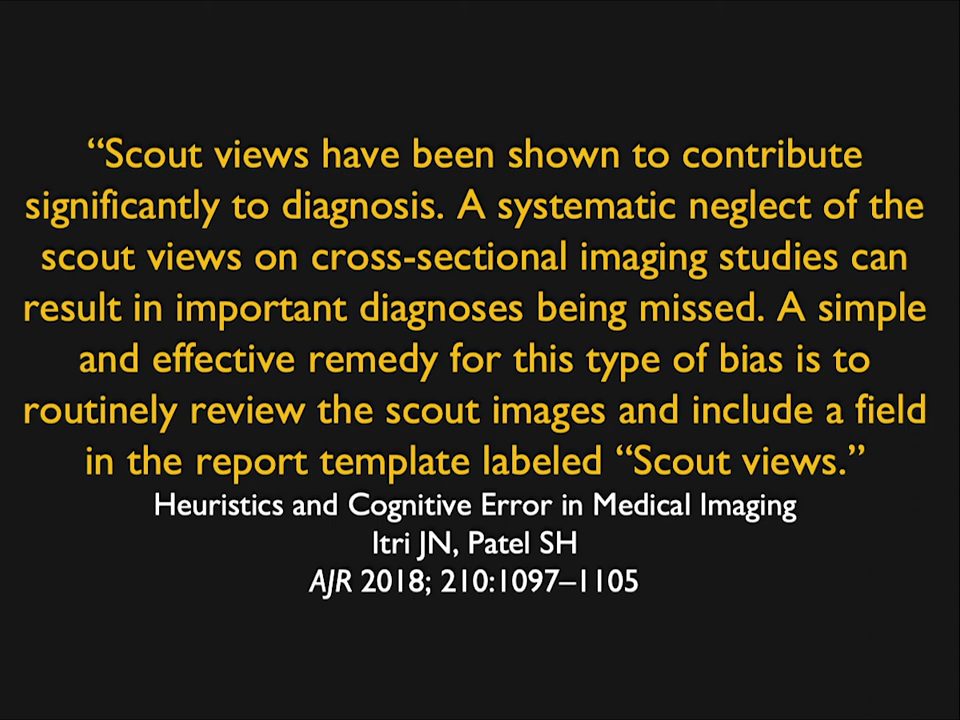 “Scout views have been shown to contribute
significantly to diagnosis. A systematic neglect of the
scout views on cross-sectional imaging studies can
result in important diagnoses being missed. A simple
and effective remedy for this type of bias is to
routinely review the scout images and include a field
in the report template labeled “Scout views.”
Heuristics and Cognitive Error in Medical Imaging
Itri JN, Patel SH
AJR 2018; 210:1097–1105